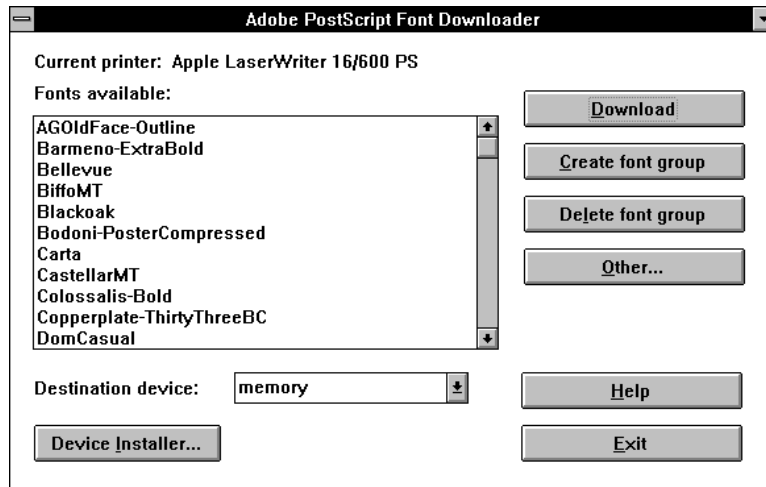 Adobe PostScript Font Downloader
Current printer: Apple LaserWriter 16/600 PS
Fonts available:
AGOldFace-Outline
Barmeno-ExtraBold
Bellevue
BiffoMT
Blackoak
Bodoni-PosterCompressed
Carta
CastellarMT
Colossalis-Bold
Copperplate-ThirtyThreeBC
DomCasual
Download
Create font group
Delete font group
Other...
Destination device:
memory
Help
Device Installer...
Exit